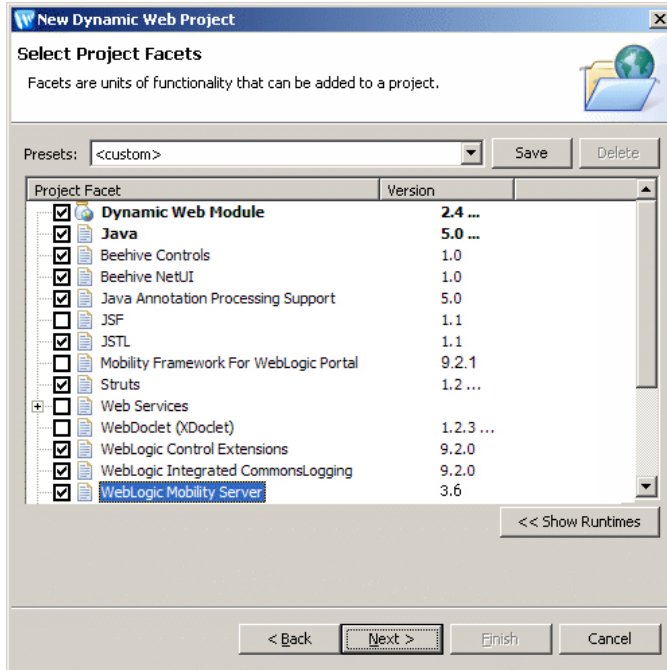 New Dynamic Web Project
Select Project Facets
Facets are units of functionality that can be added to a project.
Presets: <custom> Save Delete
Project Facet Version
Dynamic Web Module 2.4 ...
Java 5.0 ...
Beehive Controls 1.0
Beehive NetUI 1.0
Java Annotation Processing Support 5.0
JSF 1.1
JSTL 1.1
Mobility Framework For WebLogic Portal 9.2.1
Struts 1.2 ...
Web Services
WebDoclet (XDoclet) 1.2.3 ...
WebLogic Control Extensions 9.2.0
WebLogic Integrated CommonsLogging 9.2.0
WebLogic Mobility Server 3.6
<< Show Runtimes
< Back Next > Finish Cancel